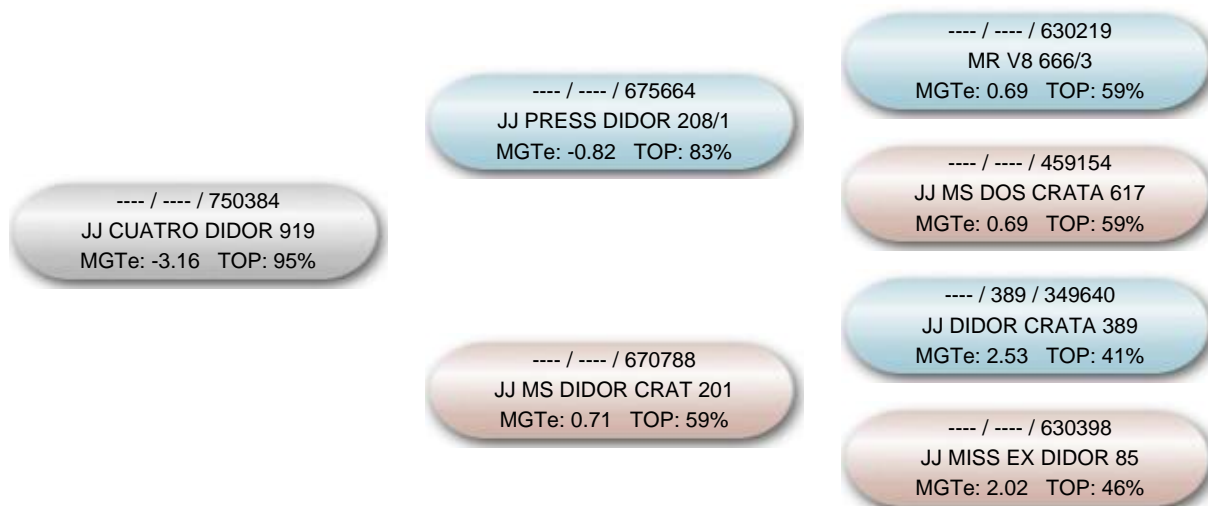 ---- / ---- / 750384
JJ CUATRO DIDOR 919
MGTe: -3.16 TOP: 95%
---- / ---- / 675664
JJ PRESS DIDOR 208/1
MGTe: -0.82 TOP: 83%
---- / ---- / 670788
JJ MS DIDOR CRAT 201
MGTe: 0.71 TOP: 59%
---- / ---- / 630219
MR V8 666/3
MGTe: 0.69 TOP: 59%
---- / ---- / 459154
JJ MS DOS CRATA 617
MGTe: 0.69 TOP: 59%
---- / 389 / 349640
JJ DIDOR CRATA 389
MGTe: 2.53 TOP: 41%
---- / ---- / 630398
JJ MISS EX DIDOR 85
MGTe: 2.02 TOP: 46%